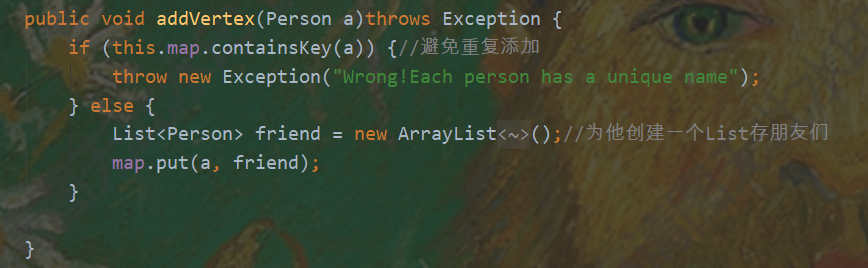 public void addVertex(Person a)throws Exception {
    if (this.map.containsKey(a)) {//避免重复添加
        throw new Exception("Wrong!Each person has a unique name");
    } else {
        List<Person> friend = new ArrayList<~>();//为他创建一个List存朋友们
        map.put(a, friend);
    }
}